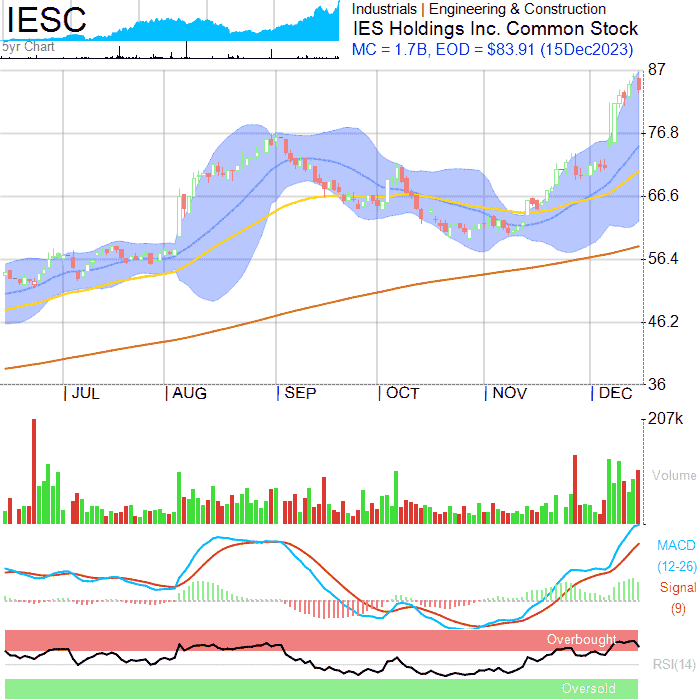 IESC
5yr Chart
Industrials | Engineering & Construction
IES Holdings Inc. Common Stock
MC = 1.7B, EOD = $83.91 (15Dec2023)
87
76.8
66.6
56.4
46.2
36
| JUL | AUG | SEP | OCT | NOV | DEC
207k
Volume
MACD
(12-26)
Signal
(9)
Overbought
RSI(14)
Oversold